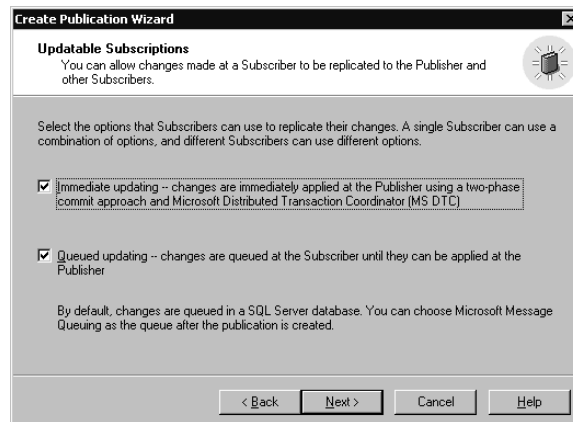 Create Publication Wizard
Updatable Subscriptions
You can allow changes made at a Subscriber to be replicated to the Publisher and
other Subscribers.
Select the options that Subscribers can use to replicate their changes. A single Subscriber can use a
combination of options, and different Subscribers can use different options.
Immediate updating -- changes are immediately applied at the Publisher using a two-phase
commit approach and Microsoft Distributed Transaction Coordinator (MS DTC)
Queued updating -- changes are queued at the Subscriber until they can be applied at the
Publisher
By default, changes are queued in a SQL Server database. You can choose Microsoft Message
Queuing as the queue after the publication is created.
< Back Next > Cancel Help